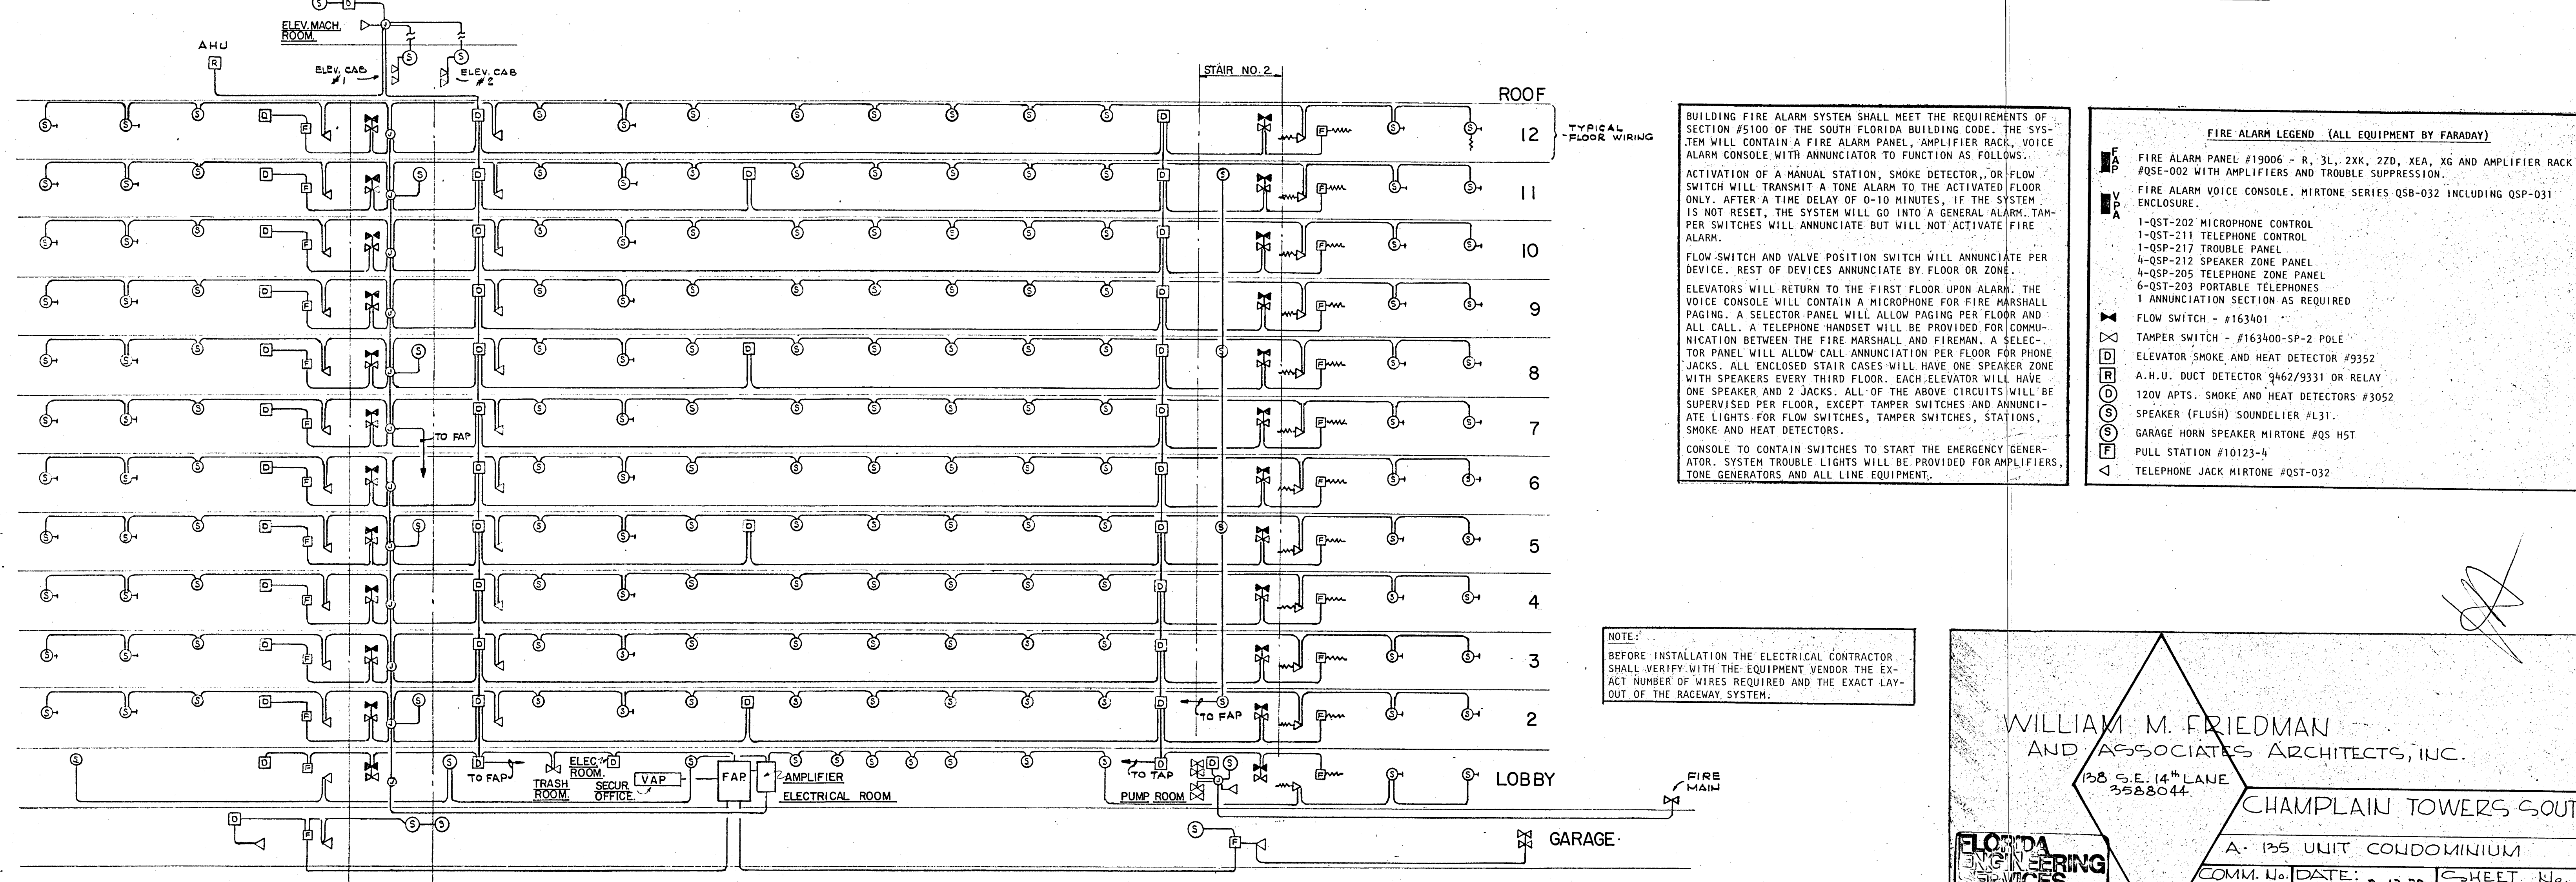 ELEV. MACH.
ROOM.
AHU
ELEV. CAB
#1
ELEV. CAB
#2
STAIR NO. 2
ROOF
12
TYPICAL
FLOOR WIRING
11
10
9
8
7
TO FAP
6
5
4
3
2
TO FAP
LOBBY
TO FAP
TRASH
ROOM.
ELEC.
ROOM.
SECUR.
OFFICE.
VAP
FAP
AMPLIFIER
ELECTRICAL ROOM
TO TAP
PUMP ROOM
FIRE
MAIN
GARAGE
BUILDING FIRE ALARM SYSTEM SHALL MEET THE REQUIREMENTS OF
SECTION #5100 OF THE SOUTH FLORIDA BUILDING CODE. THE SYS-
TEM WILL CONTAIN A FIRE ALARM PANEL, AMPLIFIER RACK, VOICE
ALARM CONSOLE WITH ANNUNCIATOR TO FUNCTION AS FOLLOWS.
ACTIVATION OF A MANUAL STATION, SMOKE DETECTOR, OR FLOW
SWITCH WILL TRANSMIT A TONE ALARM TO THE ACTIVATED FLOOR
ONLY. AFTER A TIME DELAY OF 0-10 MINUTES, IF THE SYSTEM
IS NOT RESET, THE SYSTEM WILL GO INTO A GENERAL ALARM. TAM-
PER SWITCHES WILL ANNUNCIATE BUT WILL NOT ACTIVATE FIRE
ALARM.
FLOW SWITCH AND VALVE POSITION SWITCH WILL ANNUNCIATE PER
DEVICE. REST OF DEVICES ANNUNCIATE BY FLOOR OR ZONE.
ELEVATORS WILL RETURN TO THE FIRST FLOOR UPON ALARM. THE
VOICE CONSOLE WILL CONTAIN A MICROPHONE FOR FIRE MARSHALL
PAGING. A SELECTOR PANEL WILL ALLOW PAGING PER FLOOR AND
ALL CALL. A TELEPHONE HANDSET WILL BE PROVIDED FOR COMMU-
NICATION BETWEEN THE FIRE MARSHALL AND FIREMAN. A SELEC-
TOR PANEL WILL ALLOW CALL ANNUNCIATION PER FLOOR FOR PHONE
JACKS. ALL ENCLOSED STAIR CASES WILL HAVE ONE SPEAKER ZONE
WITH SPEAKERS EVERY THIRD FLOOR. EACH ELEVATOR WILL HAVE
ONE SPEAKER AND 2 JACKS. ALL OF THE ABOVE CIRCUITS WILL BE
SUPERVISED PER FLOOR, EXCEPT TAMPER SWITCHES AND ANNUNCI-
ATE LIGHTS FOR FLOW SWITCHES, TAMPER SWITCHES, STATIONS,
SMOKE AND HEAT DETECTORS.
CONSOLE TO CONTAIN SWITCHES TO START THE EMERGENCY GENER-
ATOR. SYSTEM TROUBLE LIGHTS WILL BE PROVIDED FOR AMPLIFIERS,
TONE GENERATORS AND ALL LINE EQUIPMENT.
FIRE ALARM LEGEND (ALL EQUIPMENT BY FARADAY)
FAP FIRE ALARM PANEL #19006 - R, 3L, 2XK, 2ZD, XEA, XG AND AMPLIFIER RACK
#QSE-002 WITH AMPLIFIERS AND TROUBLE SUPPRESSION.
VPA FIRE ALARM VOICE CONSOLE. MIRTONE SERIES QSB-032 INCLUDING QSP-031
ENCLOSURE.
1-QST-202 MICROPHONE CONTROL
1-QST-211 TELEPHONE CONTROL
1-QSP-217 TROUBLE PANEL
4-QSP-212 SPEAKER ZONE PANEL
4-QSP-205 TELEPHONE ZONE PANEL
6-QST-203 PORTABLE TELEPHONES
1 ANNUNCIATION SECTION AS REQUIRED
FLOW SWITCH - #163401
TAMPER SWITCH - #163400-SP-2 POLE
D ELEVATOR SMOKE AND HEAT DETECTOR #9352
R A.H.U. DUCT DETECTOR 9462/9331 OR RELAY
D 120V APTS. SMOKE AND HEAT DETECTORS #3052
S SPEAKER (FLUSH) SOUNDELIER #L31.
S GARAGE HORN SPEAKER MIRTONE #QS H5T
F PULL STATION #10123-4
TELEPHONE JACK MIRTONE #QST-032
NOTE:
BEFORE INSTALLATION THE ELECTRICAL CONTRACTOR
SHALL VERIFY WITH THE EQUIPMENT VENDOR THE EX-
ACT NUMBER OF WIRES REQUIRED AND THE EXACT LAY-
OUT OF THE RACEWAY SYSTEM.
WILLIAM M. FRIEDMAN
AND ASSOCIATES ARCHITECTS, INC.
138 S.E. 14th LANE
3588044
CHAMPLAIN TOWERS SOUT
A- 135 UNIT CONDOMINIUM
COMM. No. DATE: SHEET No.
FLORIDA
ENGINEERING
SERVICES